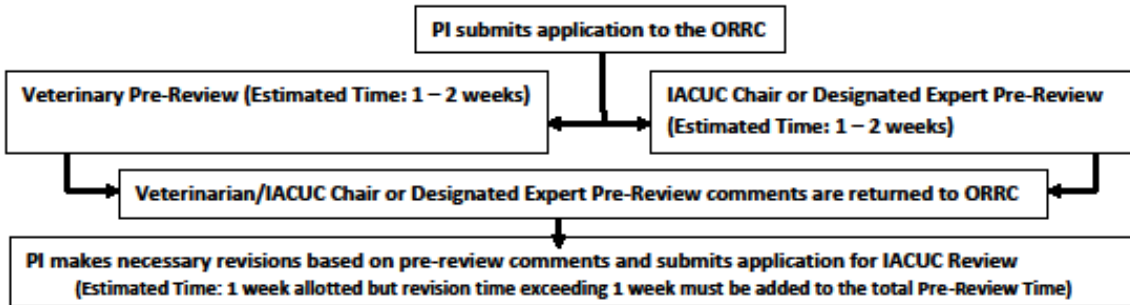 PI submits application to the ORRC
Veterinary Pre-Review (Estimated Time: 1 – 2 weeks)
IACUC Chair or Designated Expert Pre-Review
(Estimated Time: 1 – 2 weeks)
Veterinarian/IACUC Chair or Designated Expert Pre-Review comments are returned to ORRC
PI makes necessary revisions based on pre-review comments and submits application for IACUC Review
(Estimated Time: 1 week allotted but revision time exceeding 1 week must be added to the total Pre-Review Time)